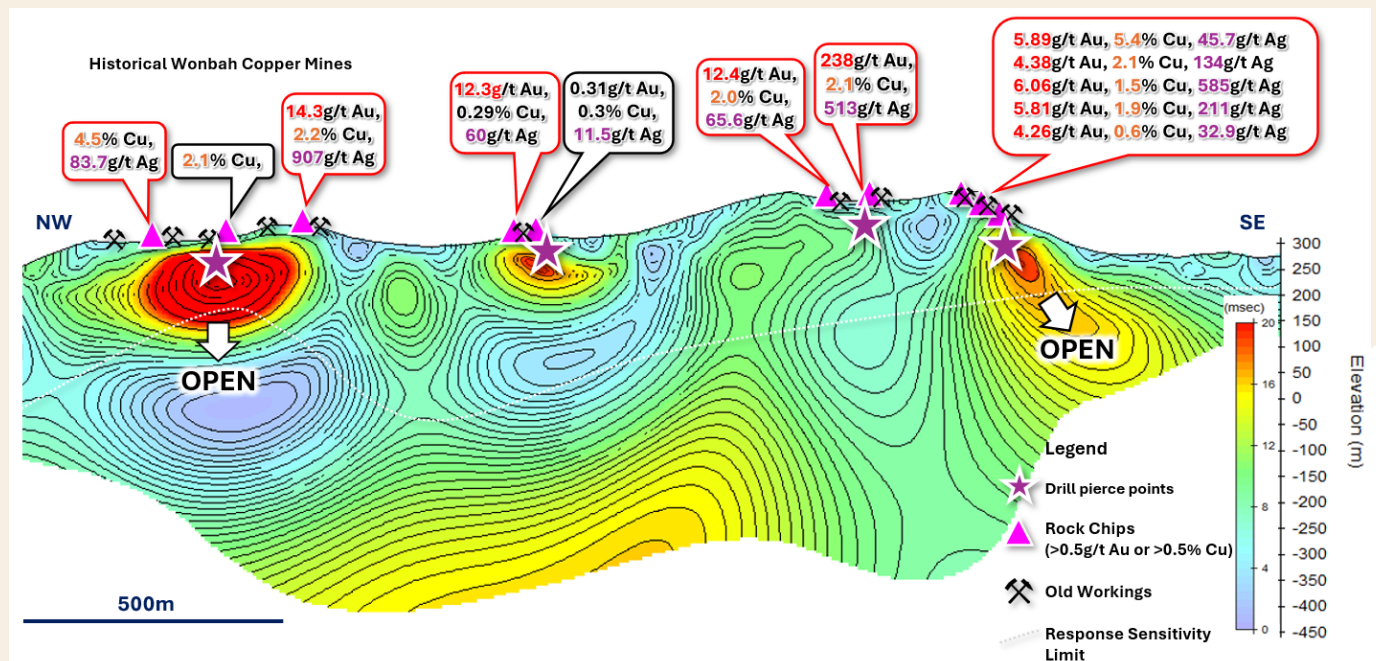 Historical Wonbah Copper Mines
4.5% Cu,
83.7g/t Ag
2.1% Cu,
14.3g/t Au,
2.2% Cu,
907g/t Ag
12.3g/t Au,
0.29% Cu,
60g/t Ag
0.31g/t Au,
0.3% Cu,
11.5g/t Ag
12.4g/t Au,
2.0% Cu,
65.6g/t Ag
238g/t Au,
2.1% Cu,
513g/t Ag
5.89g/t Au, 5.4% Cu, 45.7g/t Ag
4.38g/t Au, 2.1% Cu, 134g/t Ag
6.06g/t Au, 1.5% Cu, 585g/t Ag
5.81g/t Au, 1.9% Cu, 211g/t Ag
4.26g/t Au, 0.6% Cu, 32.9g/t Ag
NW
SE
OPEN
OPEN
300
250
200
150
100
50
0
-50
-100
-150
-200
-250
-300
-350
-400
-450
Elevation (m)
(msec)
20
16
12
8
4
0
Legend
Drill pierce points
Rock Chips
(>0.5g/t Au or >0.5% Cu)
Old Workings
Response Sensitivity
Limit
500m